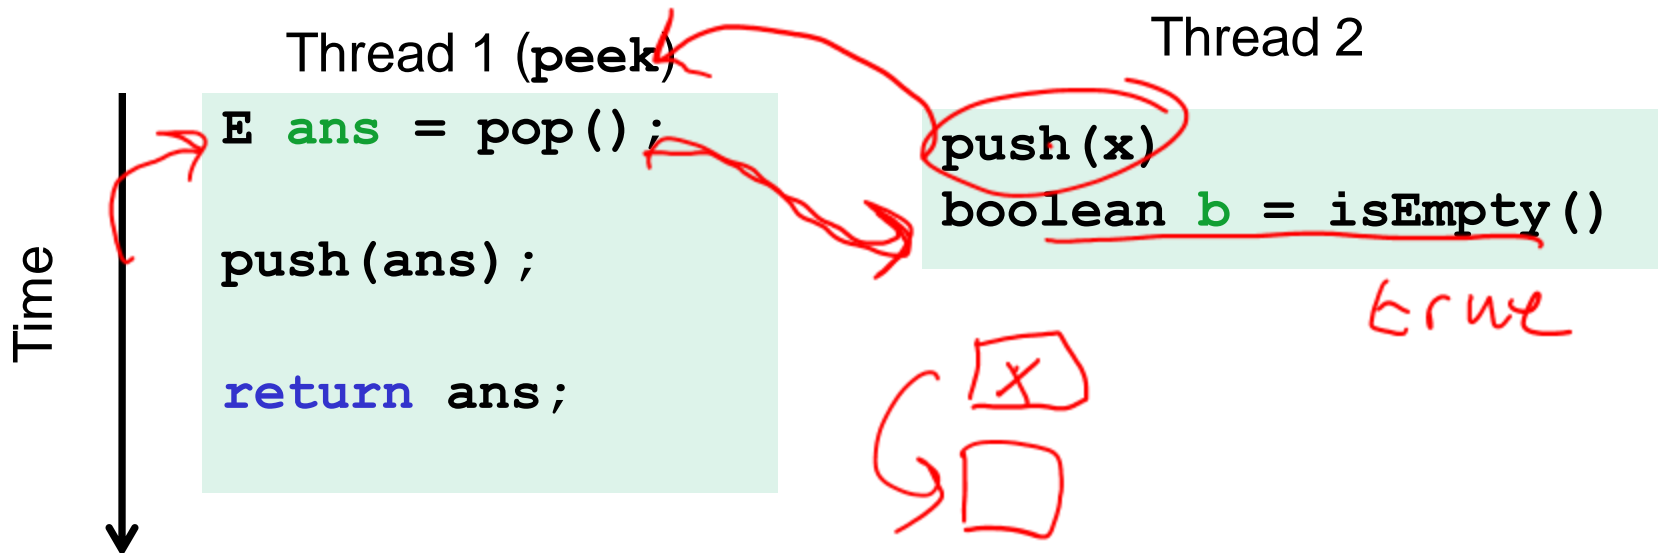 Thread 1 (peek)
Thread 2
E ans = pop();
push(ans);
return ans;
push(x)
boolean b = isEmpty()
true
x
Time